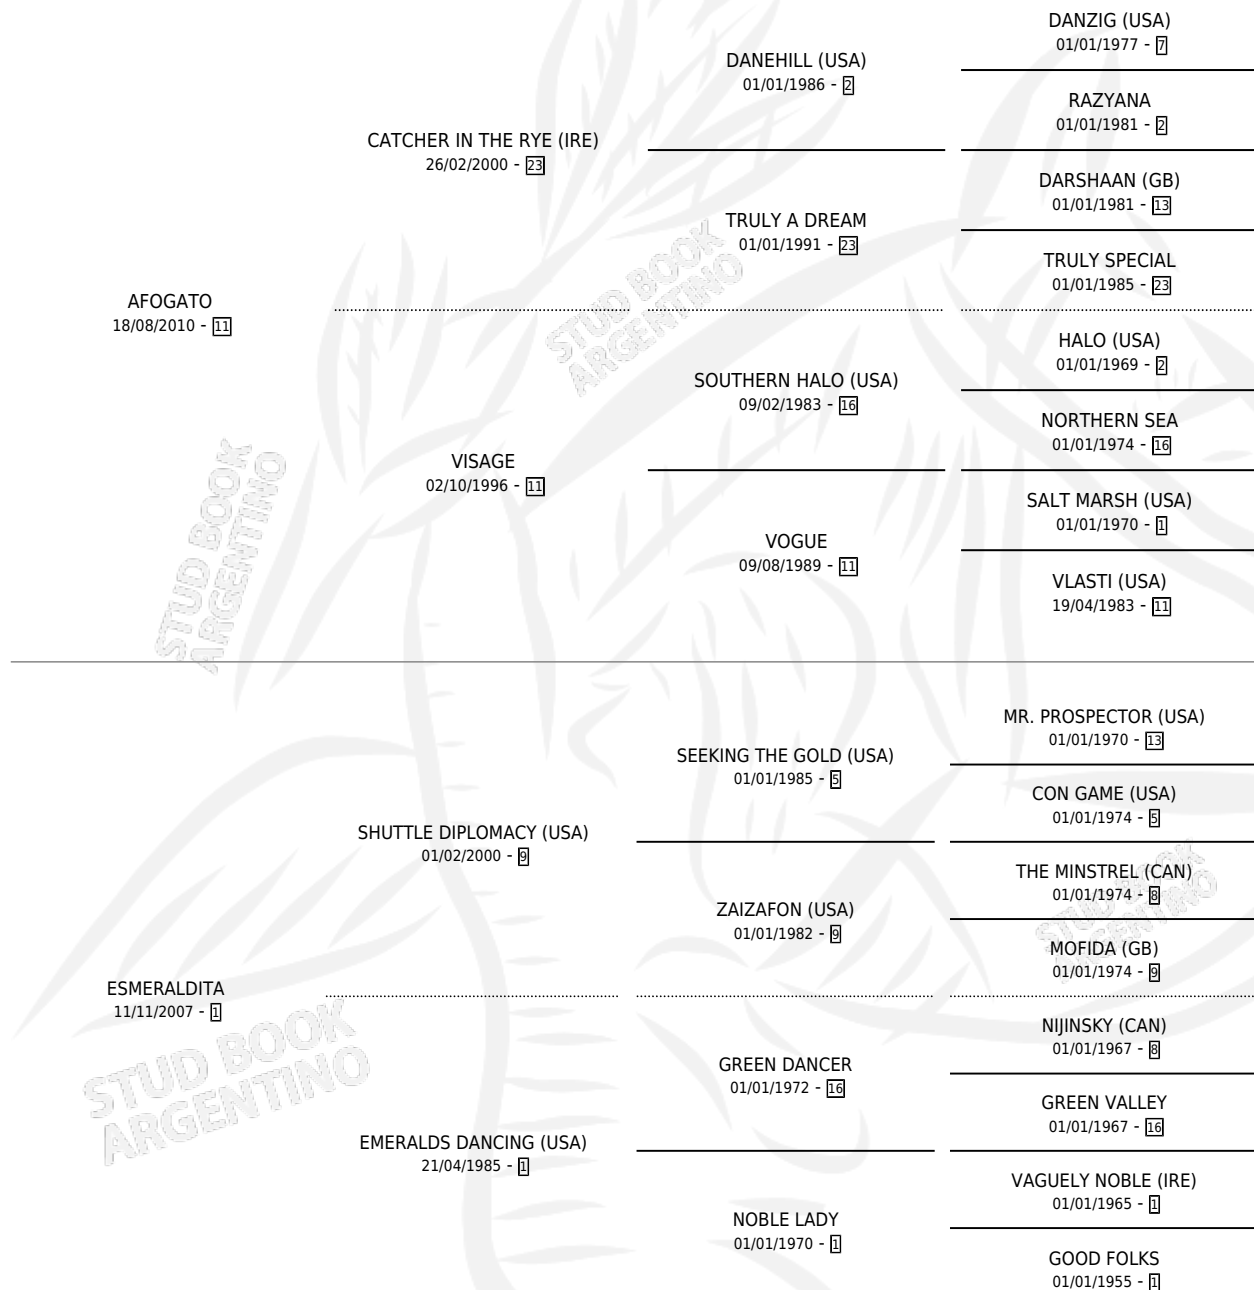 DANZIG (USA)
01/01/1977 - 7
DANEHILL (USA)
01/01/1986 - 2
RAZYANA
01/01/1981 - 2
CATCHER IN THE RYE (IRE)
26/02/2000 - 23
DARSHAAN (GB)
01/01/1981 - 13
TRULY A DREAM
01/01/1991 - 23
TRULY SPECIAL
01/01/1985 - 23
AFOGATO
18/08/2010 - 11
HALO (USA)
01/01/1969 - 2
SOUTHERN HALO (USA)
09/02/1983 - 16
NORTHERN SEA
01/01/1974 - 16
VISAGE
02/10/1996 - 11
SALT MARSH (USA)
01/01/1970 - 1
VOGUE
09/08/1989 - 11
VLASTI (USA)
19/04/1983 - 11
MR. PROSPECTOR (USA)
01/01/1970 - 13
SEEKING THE GOLD (USA)
01/01/1985 - 5
CON GAME (USA)
01/01/1974 - 5
SHUTTLE DIPLOMACY (USA)
01/02/2000 - 9
THE MINSTREL (CAN)
01/01/1974 - 8
ZAIZAFON (USA)
01/01/1982 - 9
MOFIDA (GB)
01/01/1974 - 9
ESMERALDITA
11/11/2007 - 1
NIJINSKY (CAN)
01/01/1967 - 8
GREEN DANCER
01/01/1972 - 16
GREEN VALLEY
01/01/1967 - 16
EMERALDS DANCING (USA)
21/04/1985 - 1
VAGUELY NOBLE (IRE)
01/01/1965 - 1
NOBLE LADY
01/01/1970 - 1
GOOD FOLKS
01/01/1955 - 1
STUD BOOK
ARGENTINO
STUD BOOK
ARGENTINO
STUD BOOK
ARGENTINO
STUD BOOK
ARGENTINO